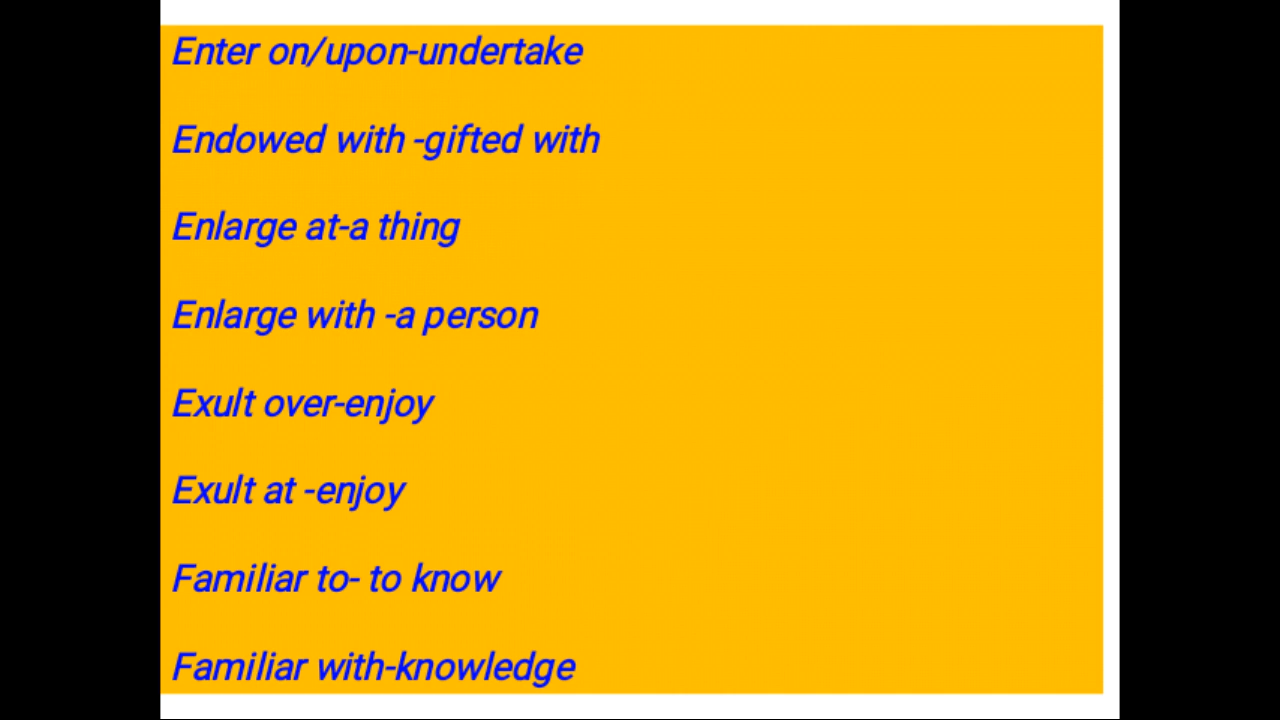 Enter on/upon-undertake
Endowed with -gifted with
Enlarge at-a thing
Enlarge with -a person
Exult over-enjoy
Exult at -enjoy
Familiar to- to know
Familiar with-knowledge